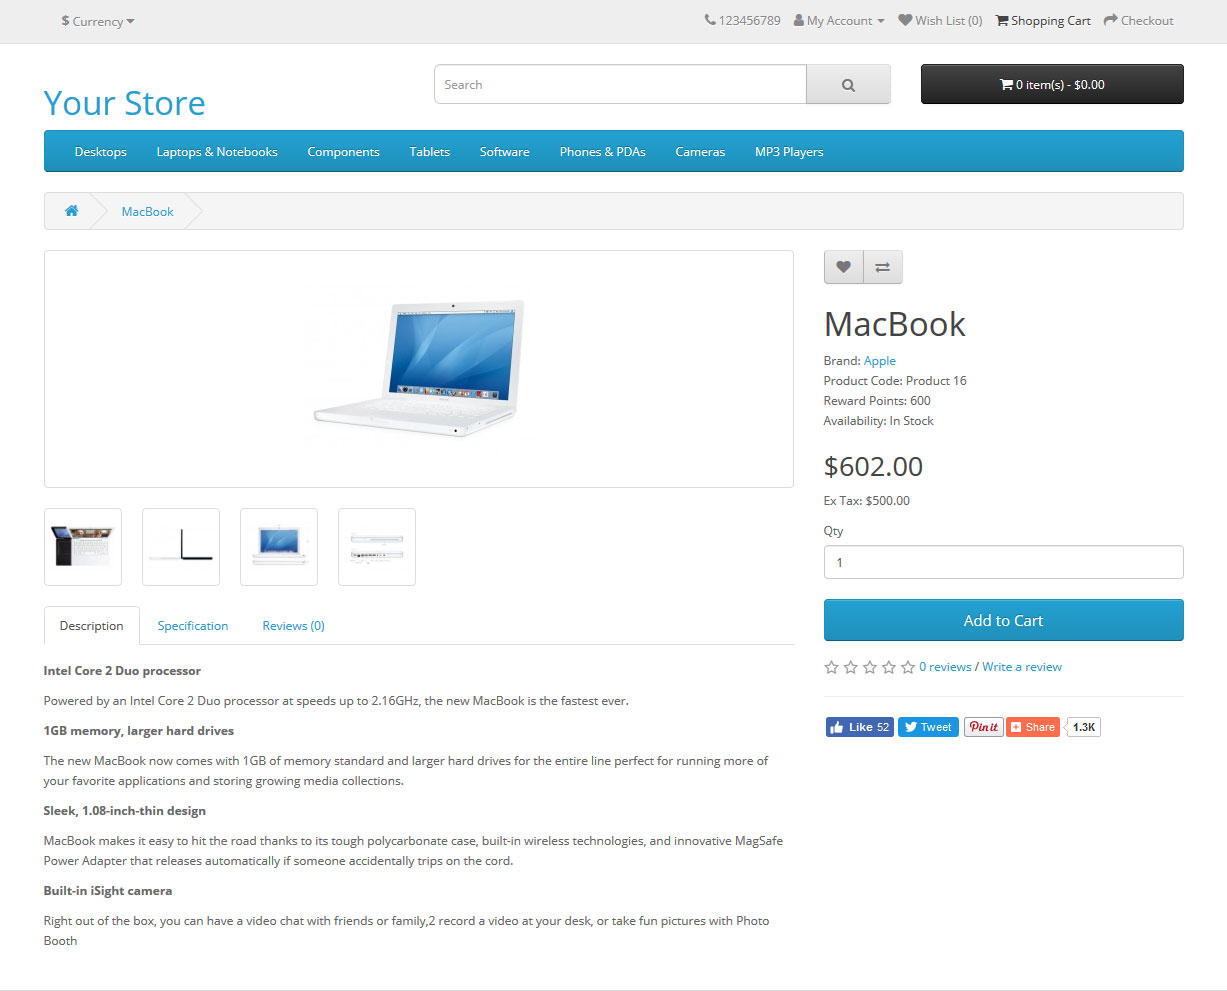 $ Currency
123456789 My Account Wish List (0) Shopping Cart Checkout
Your Store
Search
0 item(s) - $0.00
Desktops Laptops & Notebooks Components Tablets Software Phones & PDAs Cameras MP3 Players
MacBook
MacBook
Brand: Apple
Product Code: Product 16
Reward Points: 600
Availability: In Stock
$602.00
Ex Tax: $500.00
Qty
1
Add to Cart
0 reviews / Write a review
Like 52 Tweet Pin it Share 1.3K
Description Specification Reviews (0)
Intel Core 2 Duo processor
Powered by an Intel Core 2 Duo processor at speeds up to 2.16GHz, the new MacBook is the fastest ever.
1GB memory, larger hard drives
The new MacBook now comes with 1GB of memory standard and larger hard drives for the entire line perfect for running more of
your favorite applications and storing growing media collections.
Sleek, 1.08-inch-thin design
MacBook makes it easy to hit the road thanks to its tough polycarbonate case, built-in wireless technologies, and innovative MagSafe
Power Adapter that releases automatically if someone accidentally trips on the cord.
Built-in iSight camera
Right out of the box, you can have a video chat with friends or family,2 record a video at your desk, or take fun pictures with Photo
Booth